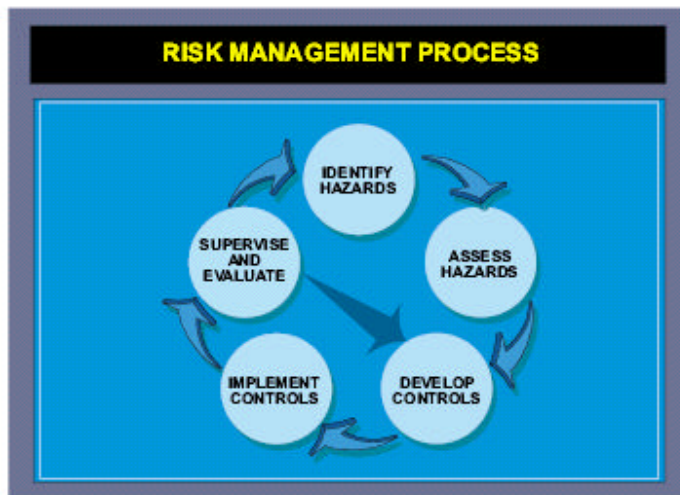 RISK MANAGEMENT PROCESS
IDENTIFY
HAZARDS
ASSESS
HAZARDS
DEVELOP
CONTROLS
IMPLEMENT
CONTROLS
SUPERVISE
AND
EVALUATE